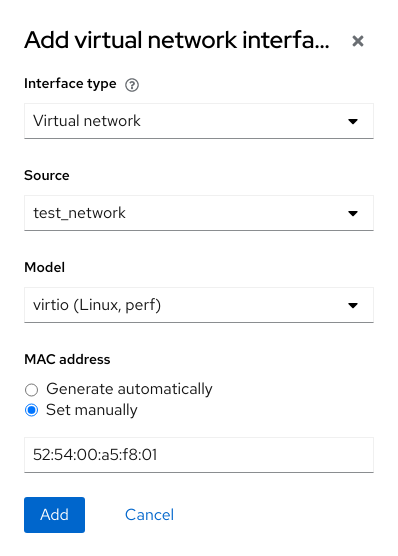 Add virtual network interfa...
Interface type
Virtual network
Source
test_network
Model
virtio (Linux, perf)
MAC address
Generate automatically
Set manually
52:54:00:a5:f8:01
Add Cancel